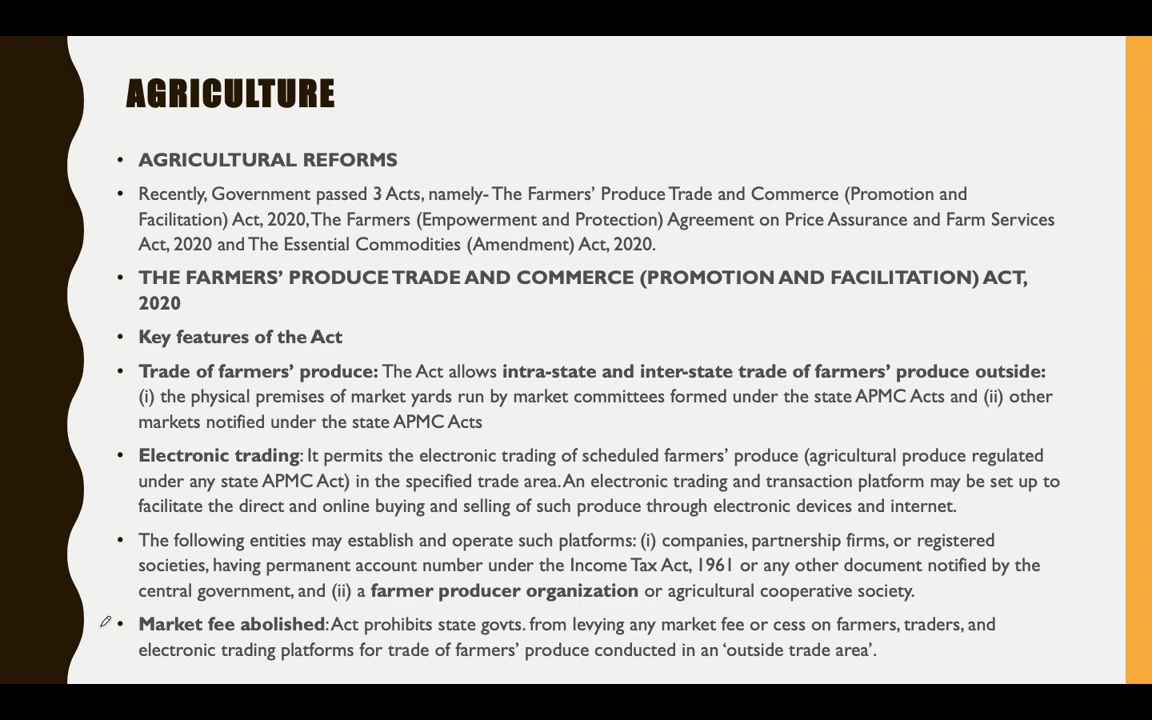 AGRICULTURE
• AGRICULTURAL REFORMS
• Recently, Government passed 3 Acts, namely- The Farmers’ Produce Trade and Commerce (Promotion and
Facilitation) Act, 2020, The Farmers (Empowerment and Protection) Agreement on Price Assurance and Farm Services
Act, 2020 and The Essential Commodities (Amendment) Act, 2020.
• THE FARMERS’ PRODUCE TRADE AND COMMERCE (PROMOTION AND FACILITATION) ACT,
2020
• Key features of the Act
• Trade of farmers’ produce: The Act allows intra-state and inter-state trade of farmers’ produce outside:
(i) the physical premises of market yards run by market committees formed under the state APMC Acts and (ii) other
markets notified under the state APMC Acts
• Electronic trading: It permits the electronic trading of scheduled farmers’ produce (agricultural produce regulated
under any state APMC Act) in the specified trade area. An electronic trading and transaction platform may be set up to
facilitate the direct and online buying and selling of such produce through electronic devices and internet.
• The following entities may establish and operate such platforms: (i) companies, partnership firms, or registered
societies, having permanent account number under the Income Tax Act, 1961 or any other document notified by the
central government, and (ii) a farmer producer organization or agricultural cooperative society.
• Market fee abolished: Act prohibits state govts. from levying any market fee or cess on farmers, traders, and
electronic trading platforms for trade of farmers’ produce conducted in an ‘outside trade area’.